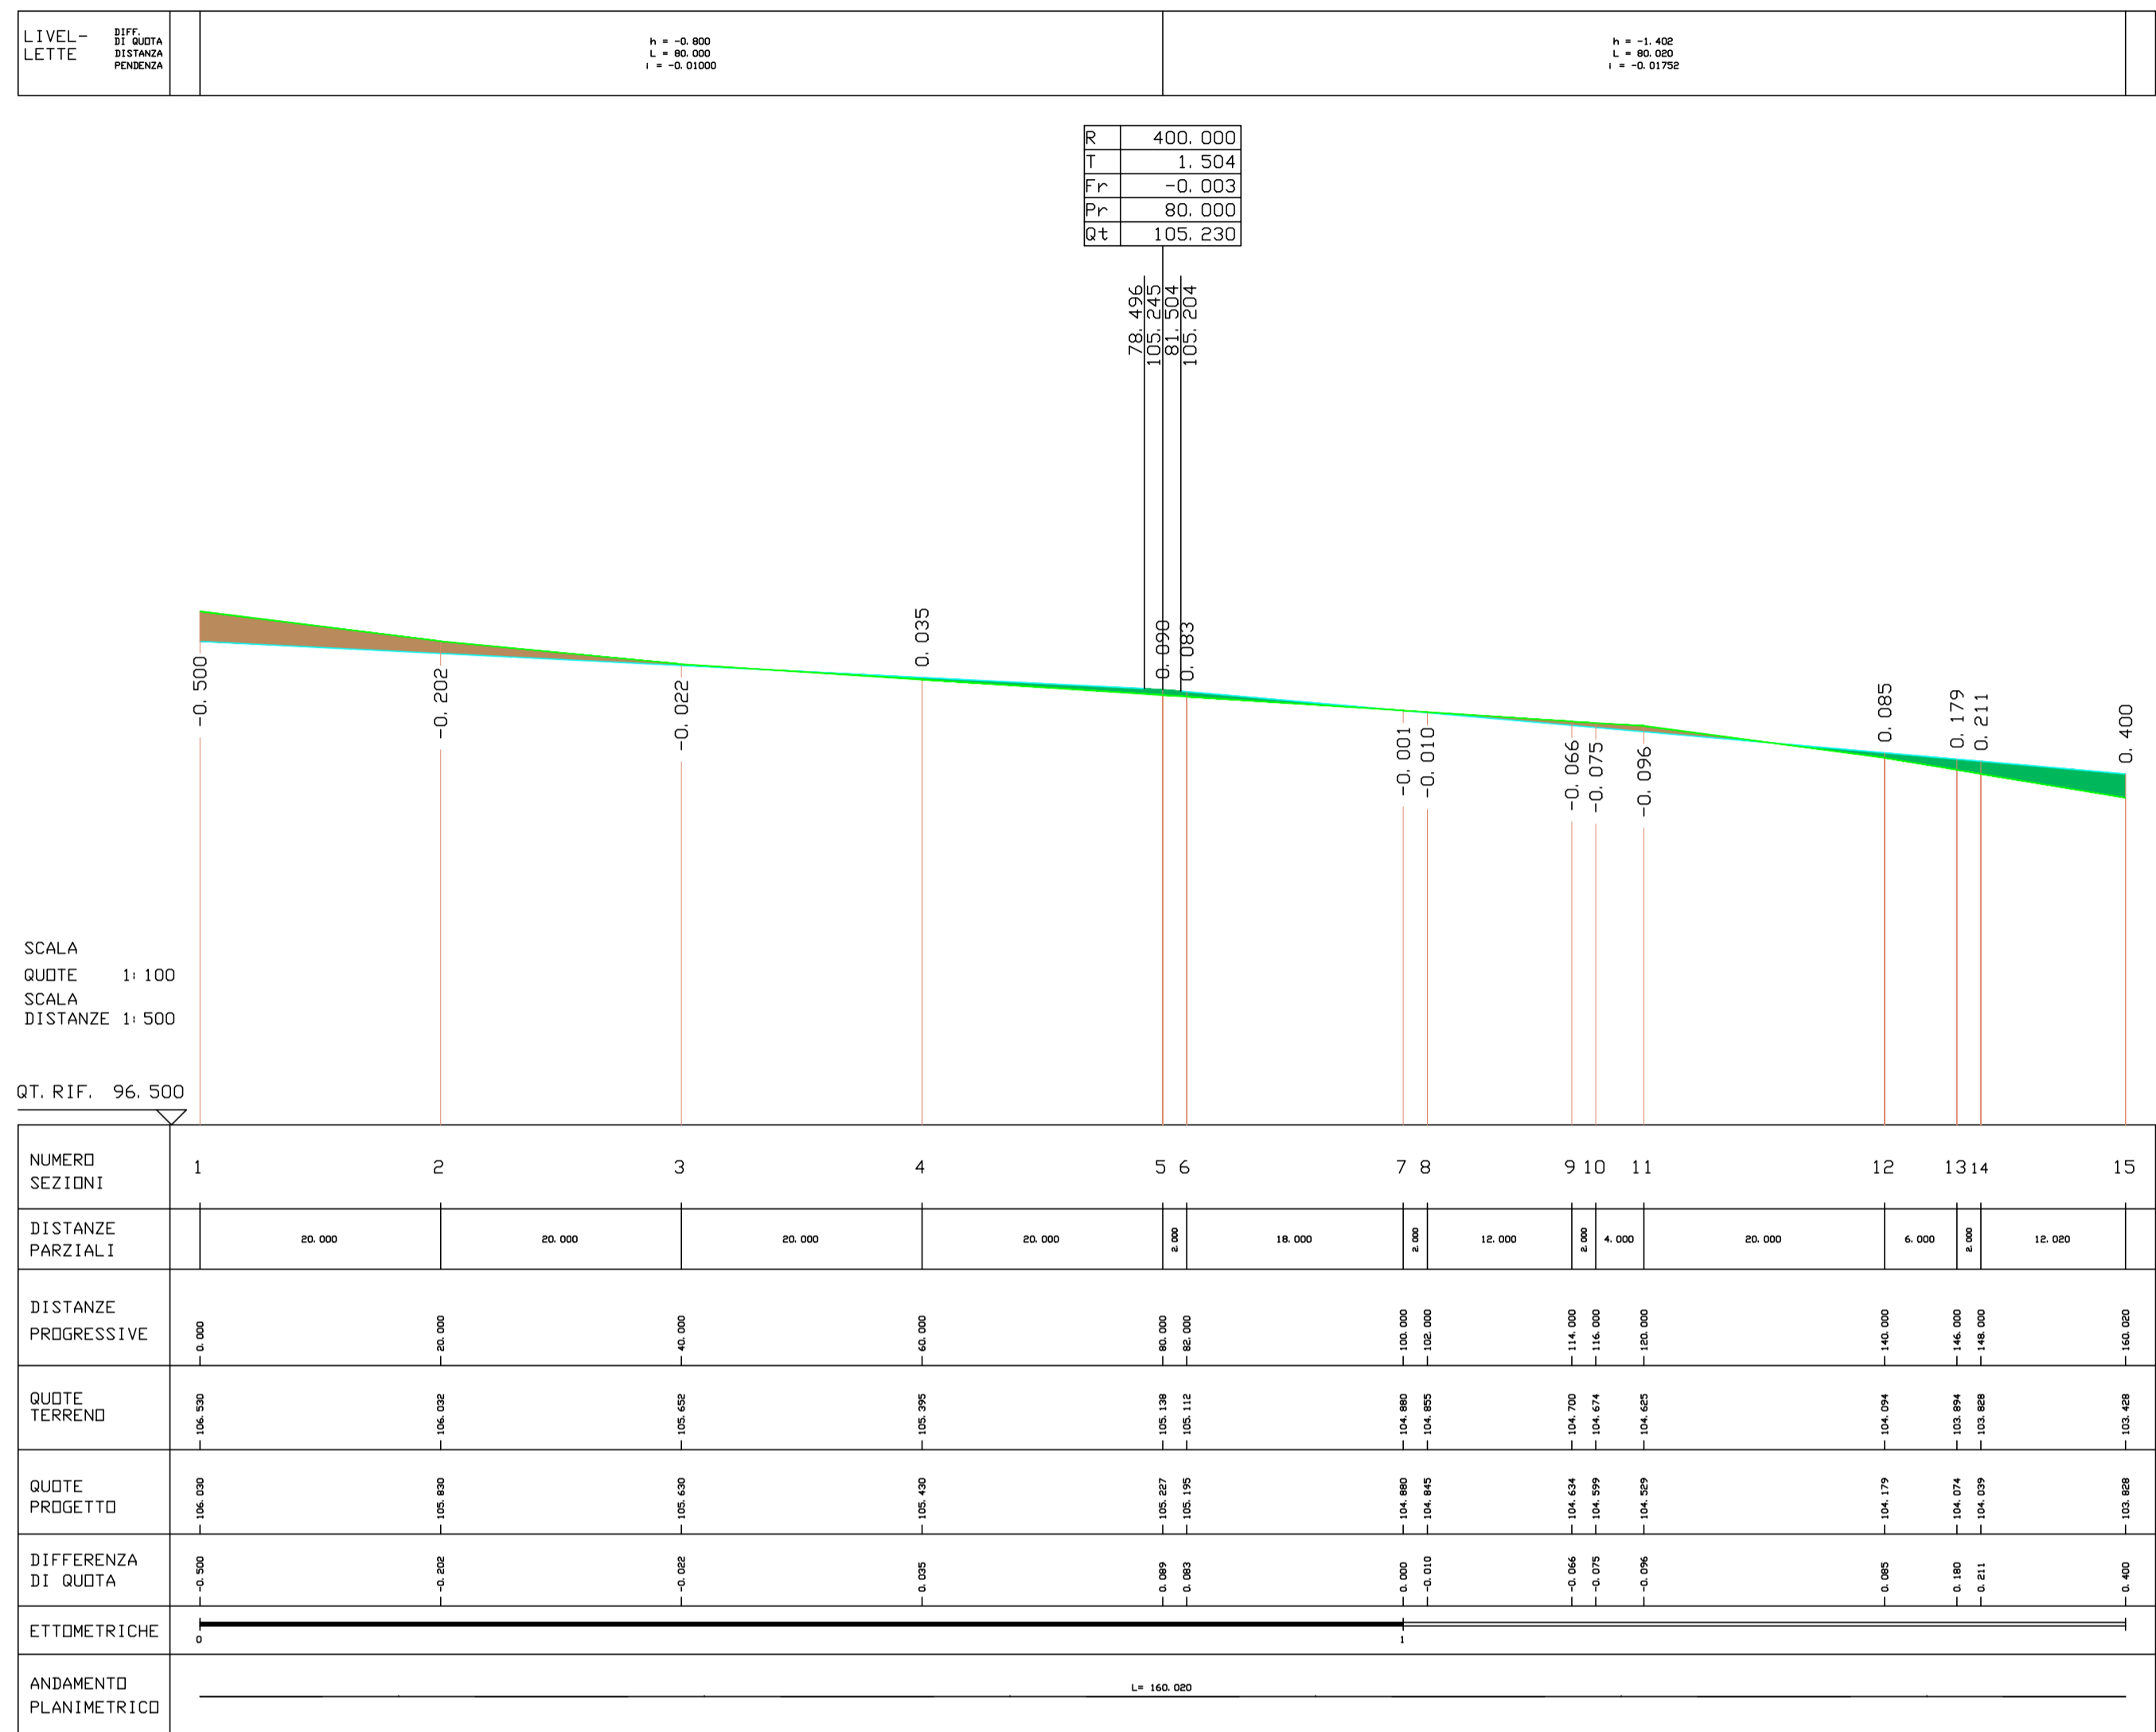 LIVEL-
LETTE
DIFF.
DI QUOTA
DISTANZA
PENDENZA
h = -0.800
L = 80.000
i = -0.01000
h = -1.402
L = 80.020
i = -0.01752
R 400.000
T 1.504
Fr -0.003
Pr 80.000
Qt 105.230
78.496
105.245
81.504
105.204
-0.500
-0.202
-0.022
0.035
0.090
0.083
-0.001
-0.010
-0.066
-0.075
-0.096
0.085
0.179
0.211
0.400
SCALA
QUOTE 1:100
SCALA
DISTANZE 1:500
QT.RIF. 96.500
NUMERO
SEZIONI
1 2 3 4 5 6 7 8 9 10 11 12 13 14 15
DISTANZE
PARZIALI
20.000 20.000 20.000 20.000 2.000 18.000 2.000 12.000 2.000 4.000 20.000 6.000 2.000 12.020
DISTANZE
PROGRESSIVE
0.000 20.000 40.000 60.000 80.000 82.000 100.000 102.000 114.000 116.000 120.000 140.000 146.000 148.000 160.020
QUOTE
TERRENO
106.530 106.032 105.652 105.395 105.138 105.112 104.880 104.855 104.700 104.674 104.625 104.094 103.894 103.828 103.428
QUOTE
PROGETTO
106.030 105.830 105.630 105.430 105.227 105.195 104.880 104.845 104.634 104.599 104.529 104.179 104.074 104.039 103.828
DIFFERENZA
DI QUOTA
-0.500 -0.202 -0.022 0.035 0.089 0.083 0.000 -0.010 -0.066 -0.075 -0.096 0.085 0.180 0.211 0.400
ETTOMETRICHE
0 1
ANDAMENTO
PLANIMETRICO
L= 160.020